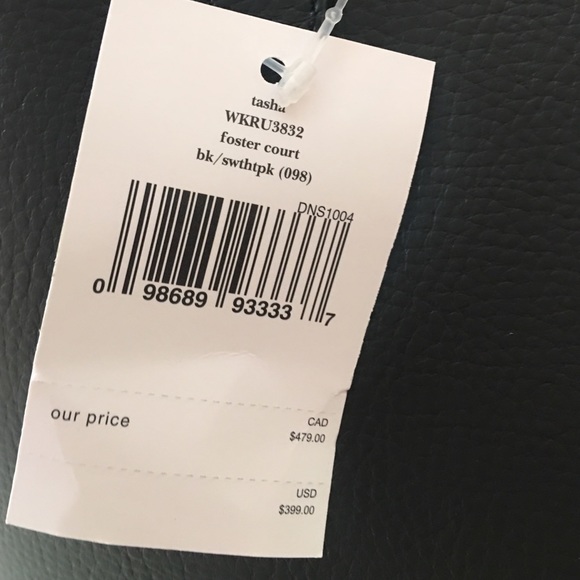 tasha
WKRU3832
foster court
bk/swthtpk (098)
DNS1004
0 98689 93333 7
our price
CAD
$479.00
USD
$399.00